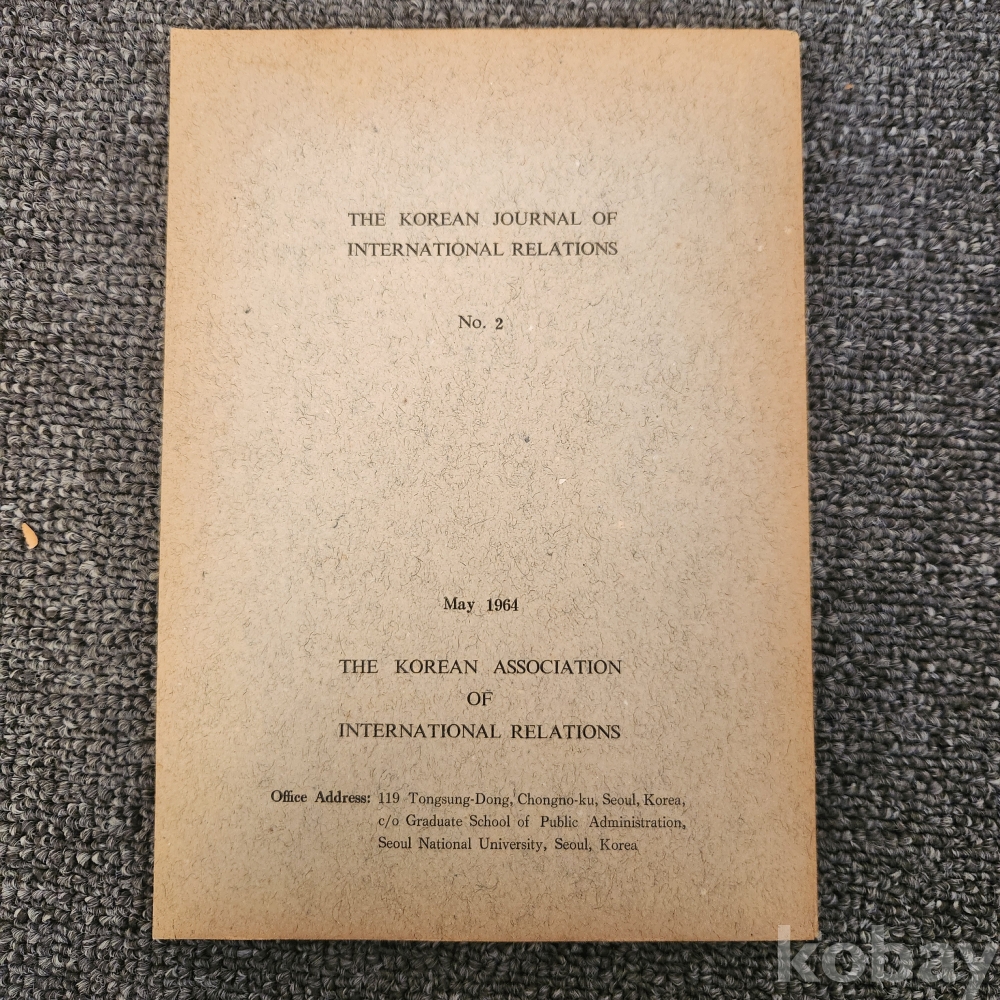 THE KOREAN JOURNAL OF
INTERNATIONAL RELATIONS
No. 2
May 1964
THE KOREAN ASSOCIATION
OF
INTERNATIONAL RELATIONS
Office Address: 119 Tongsung-Dong, Chongno-ku, Seoul, Korea,
c/o Graduate School of Public Administration,
Seoul National University, Seoul, Korea
kobay